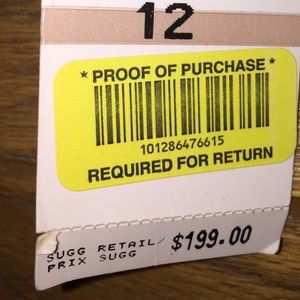 12
* PROOF OF PURCHASE *
101286476615
REQUIRED FOR RETURN
SUGG RETAIL/ $199.00
PRIX SUGG